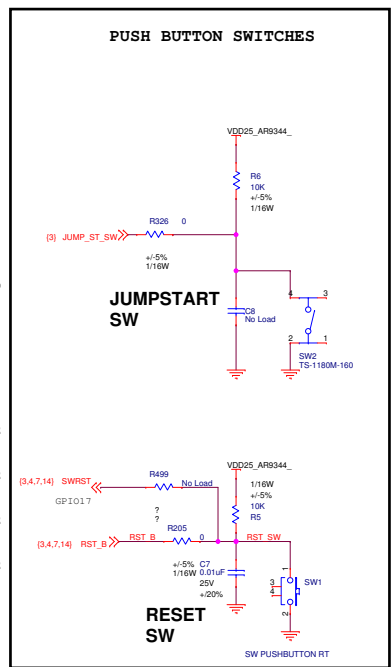 PUSH BUTTON SWITCHES
VDD25_AR9344_
R6
10K
+/-5%
1/16W
R326 0
{3} JUMP_ST_SW
+/-5%
1/16W
JUMPSTART
SW
C8
No Load
4 3
2 1
SW2
TS-1180M-160
R499
{3,4,7,14} SWRST
No Load
GPIO17
VDD25_AR9344_
1/16W
+/-5%
10K
R5
?
?
R205
{3,4,7,14} RST_B
RST_B
0
RST_SW
+/-5%
1/16W
C7
0.01uF
25V
+/20%
1
3
4
2
SW1
RESET
SW
SW PUSHBUTTON RT